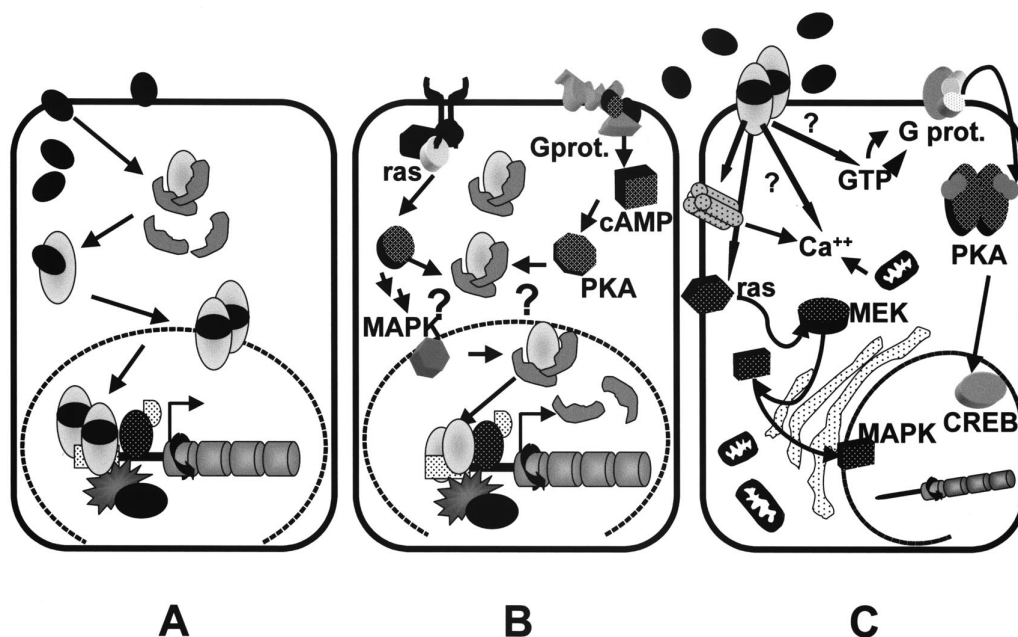 ras
Gprot.
cAMP
PKA
?
?
MAPK
?
?
G prot.
GTP
Ca++
PKA
ras
MEK
MAPK
CREB
A
B
C